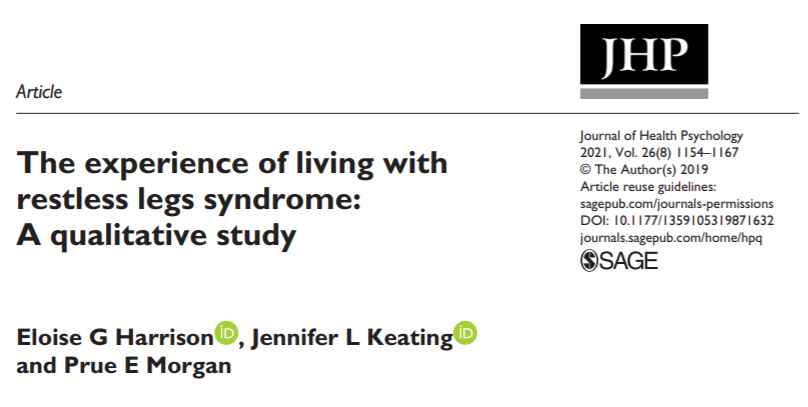 JHP
Article
The experience of living with
restless legs syndrome:
A qualitative study
Journal of Health Psychology
2021, Vol. 26(8) 1154–1167
© The Author(s) 2019
Article reuse guidelines:
sagepub.com/journals-permissions
DOI: 10.1177/1359105319871632
journals.sagepub.com/home/hpq
SAGE
Eloise G Harrison iD, Jennifer L Keating iD
and Prue E Morgan